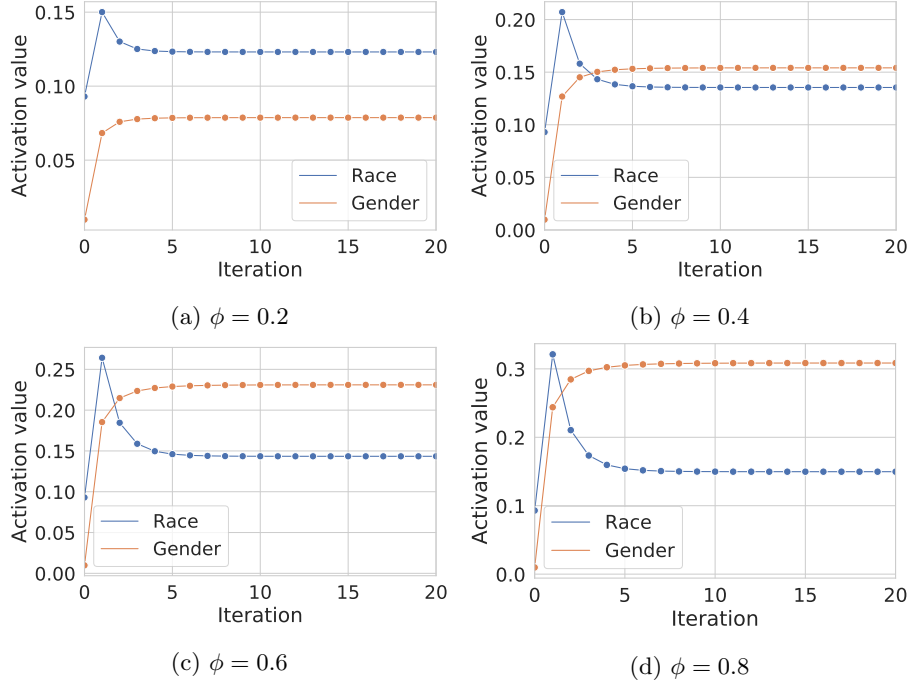 0.15
0.10
0.05
Activation value
Race
Gender
0 5 10 15 20
Iteration
(a) ϕ = 0.2
0.20
0.15
0.10
0.05
0.00
Activation value
Race
Gender
0 5 10 15 20
Iteration
(b) ϕ = 0.4
0.25
0.20
0.15
0.10
0.05
0.00
Activation value
Race
Gender
0 5 10 15 20
Iteration
(c) ϕ = 0.6
0.3
0.2
0.1
0.0
Activation value
Race
Gender
0 5 10 15 20
Iteration
(d) ϕ = 0.8